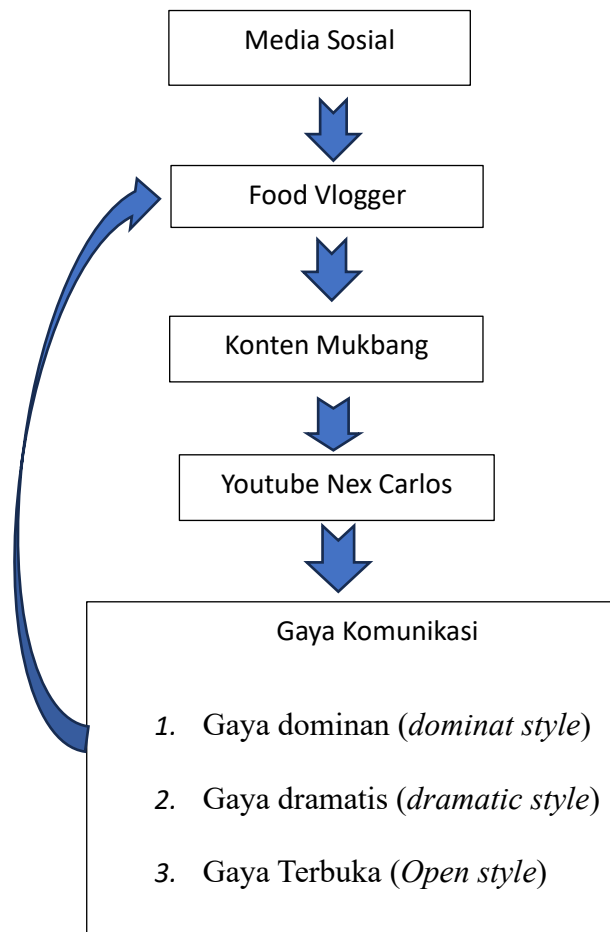 Media Sosial
Food Vlogger
Konten Mukbang
Youtube Nex Carlos
Gaya Komunikasi
1. Gaya dominan (dominat style)
2. Gaya dramatis (dramatic style)
3. Gaya Terbuka (Open style)